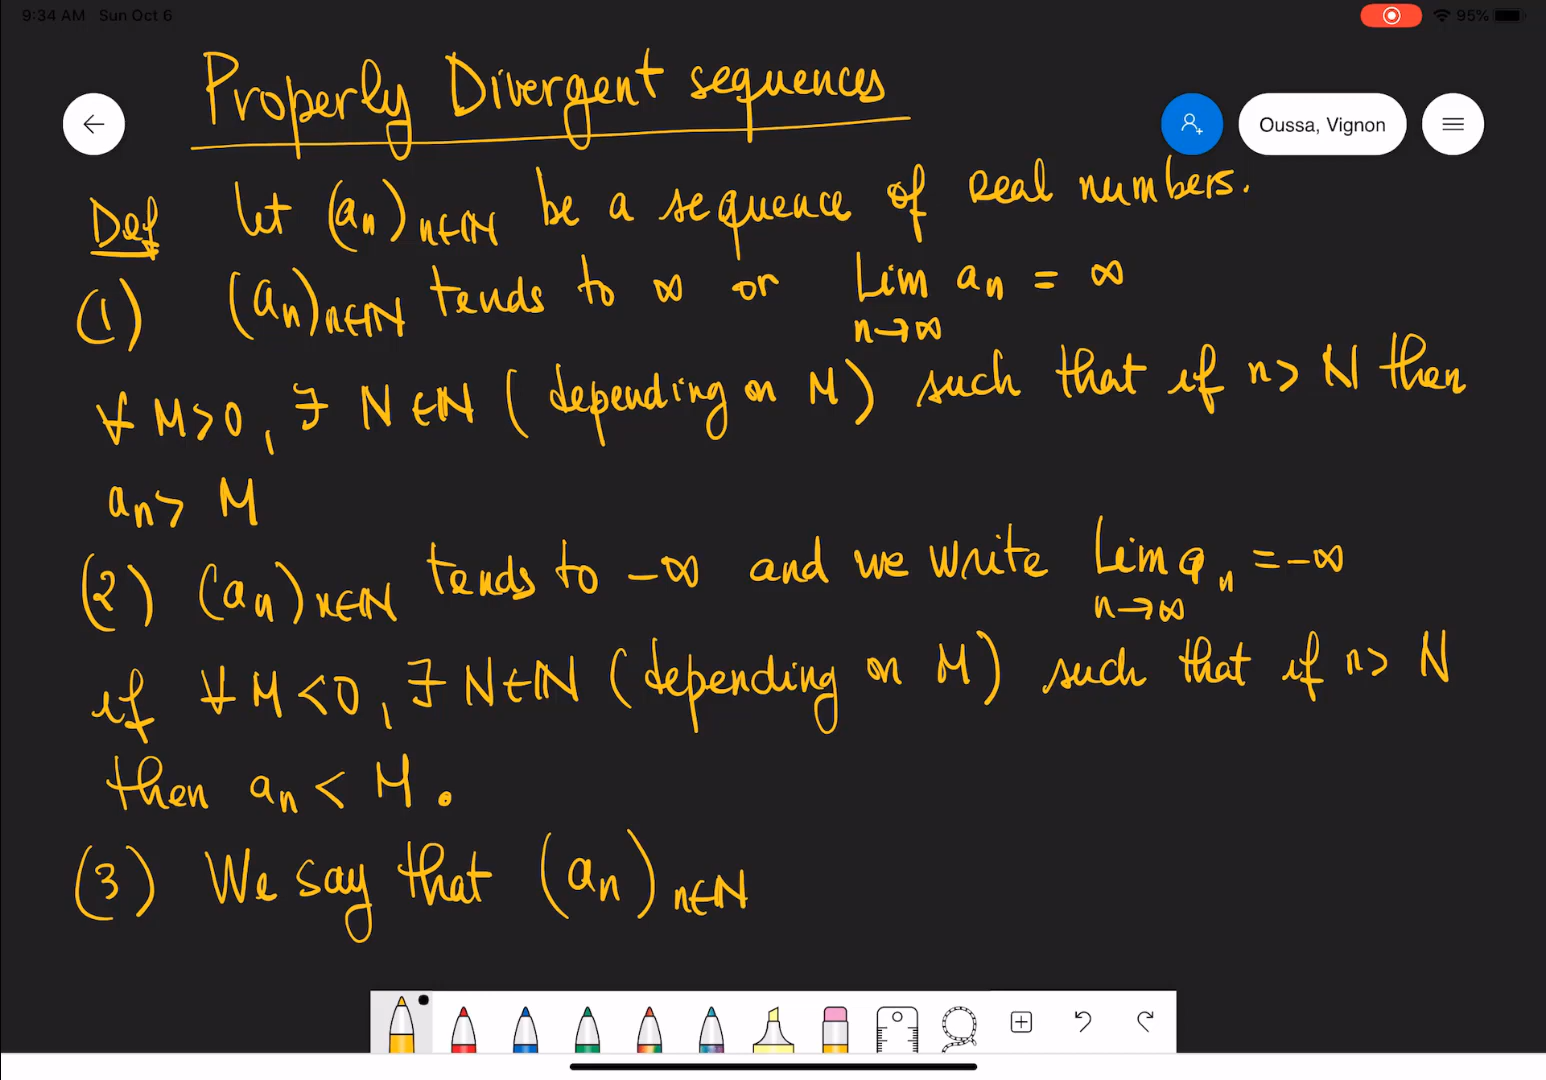 9:34 AM Sun Oct 6
95%
Properly Divergent sequences
Oussa, Vignon
Def let (aₙ)ₙ∈ℕ be a sequence of real numbers.
(1) (aₙ)ₙ∈ℕ tends to ∞ or Lim aₙ = ∞
n→∞
∀ M>0, ∃ N∈ℕ (depending on M) such that if n> N then
aₙ> M
(2) (aₙ)ₙ∈ℕ tends to -∞ and we write Lim aₙ = -∞
n→∞
if ∀ M<0, ∃ N∈ℕ (depending on M) such that if n> N
then aₙ < M.
(3) We say that (aₙ)ₙ∈ℕ